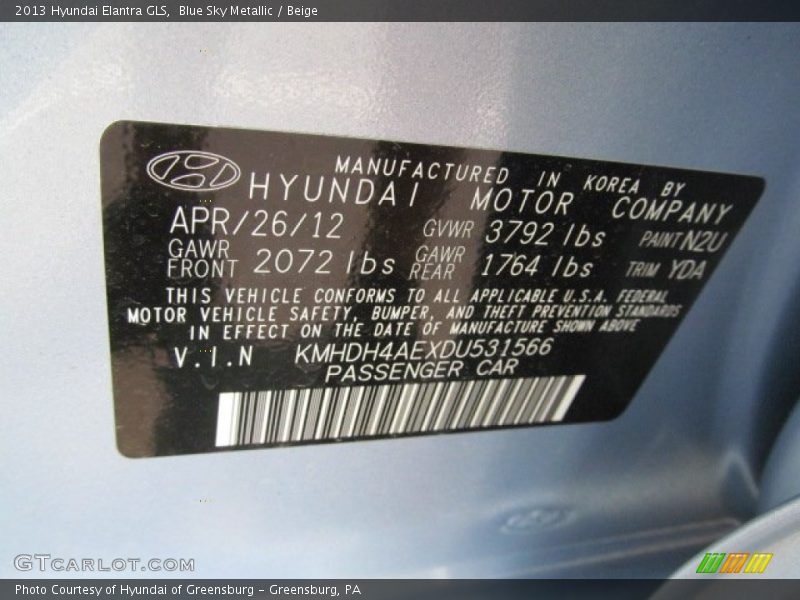 2013 Hyundai Elantra GLS,  Blue Sky Metallic / Beige
MANUFACTURED IN KOREA BY
HYUNDAI MOTOR COMPANY
APR/26/12 GVWR 3792 lbs PAINT N2U
GAWR FRONT 2072 lbs GAWR REAR 1764 lbs TRIM YDA
THIS VEHICLE CONFORMS TO ALL APPLICABLE U.S.A. FEDERAL
MOTOR VEHICLE SAFETY, BUMPER, AND THEFT PREVENTION STANDARDS
IN EFFECT ON THE DATE OF MANUFACTURE SHOWN ABOVE
V.I.N KMHDH4AEXDU531566
PASSENGER CAR
GTCARLOT.COM
Photo Courtesy of Hyundai of Greensburg - Greensburg, PA